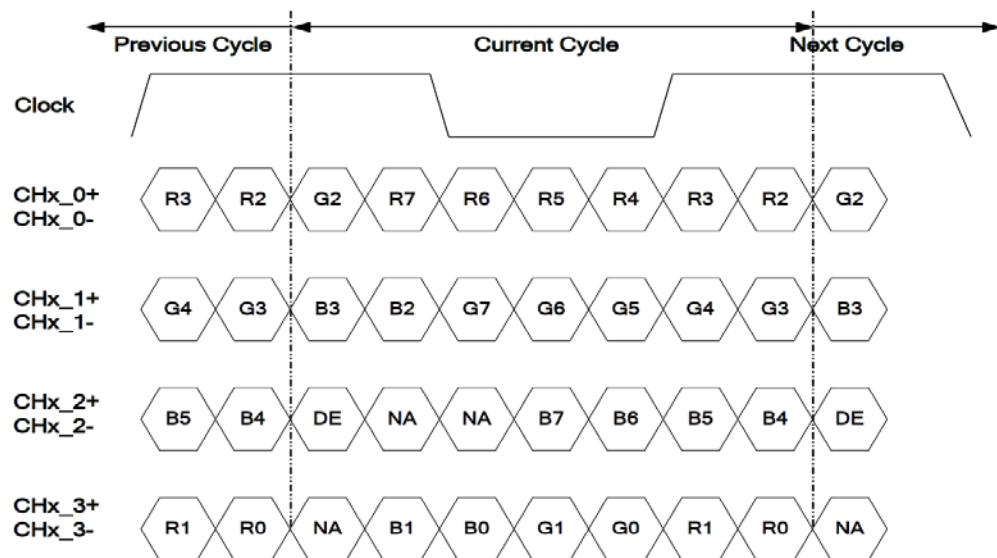 Previous Cycle Current Cycle Next Cycle
Clock
CHx_0+
CHx_0-
R3 R2 G2 R7 R6 R5 R4 R3 R2 G2
CHx_1+
CHx_1-
G4 G3 B3 B2 G7 G6 G5 G4 G3 B3
CHx_2+
CHx_2-
B5 B4 DE NA NA B7 B6 B5 B4 DE
CHx_3+
CHx_3-
R1 R0 NA B1 B0 G1 G0 R1 R0 NA